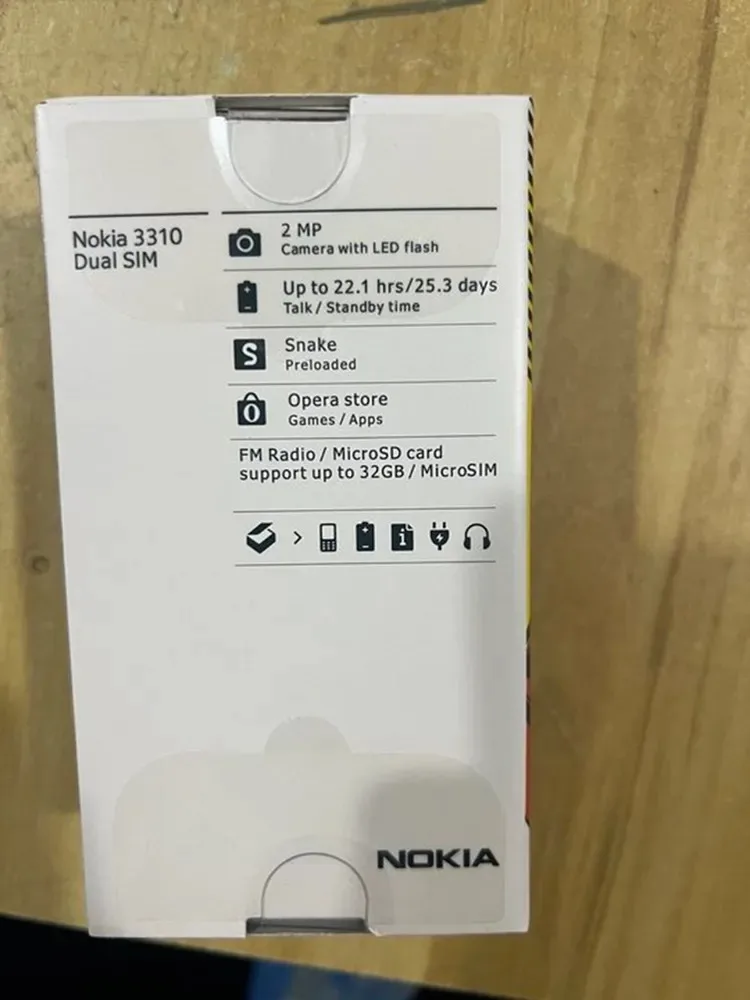 Nokia 3310
Dual SIM
2 MP
Camera with LED flash
Up to 22.1 hrs/25.3 days
Talk / Standby time
S
Snake
Preloaded
Opera store
Games / Apps
FM Radio / MicroSD card
support up to 32GB / MicroSIM
NOKIA